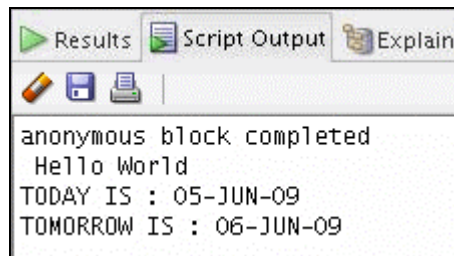 Results Script Output Explain
anonymous block completed
Hello World
TODAY IS : 05-JUN-09
TOMORROW IS : 06-JUN-09